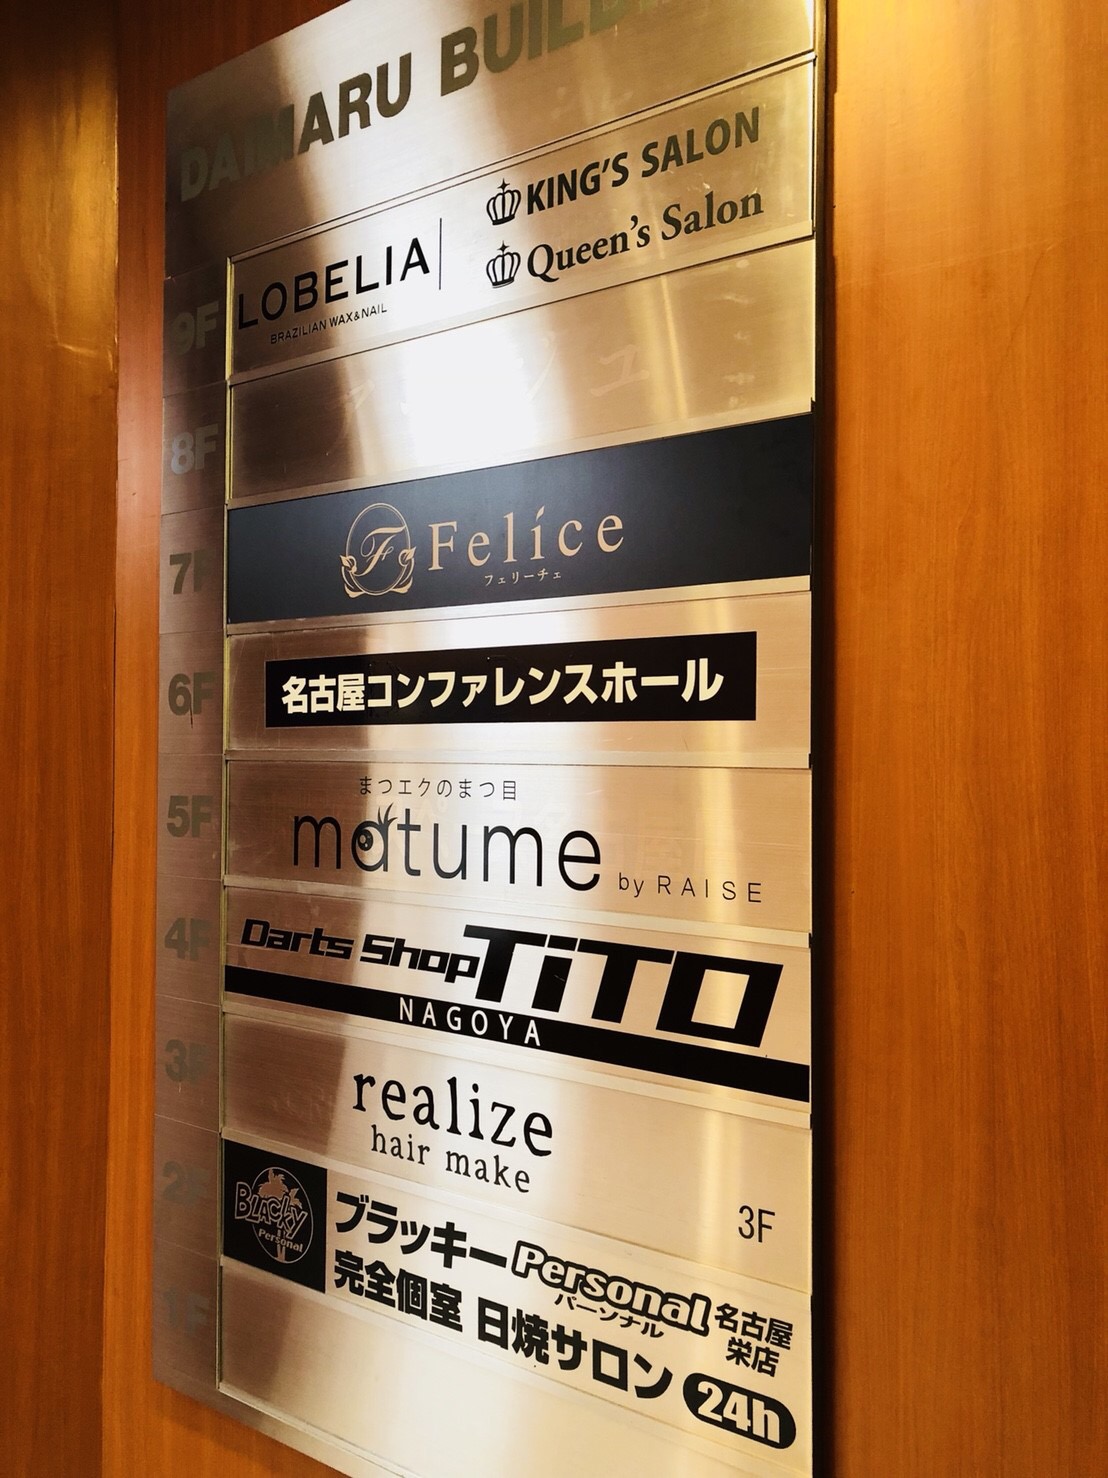 DAIMARU BUILD
9F
LOBELIA
BRAZILIAN WAX&NAIL
KING'S SALON
Queen's Salon
8F
7F
F
Felice
フェリーチェ
6F
名古屋コンファレンスホール
5F
まつエクのまつ目
matume by RAISE
4F
Darts Shop TiTO
NAGOYA
3F
realize
hair make
3F
2F
BLACKY
Personal
ブラッキー Personal 名古屋
パーソナル 栄店
完全個室 日焼サロン 24h
1F